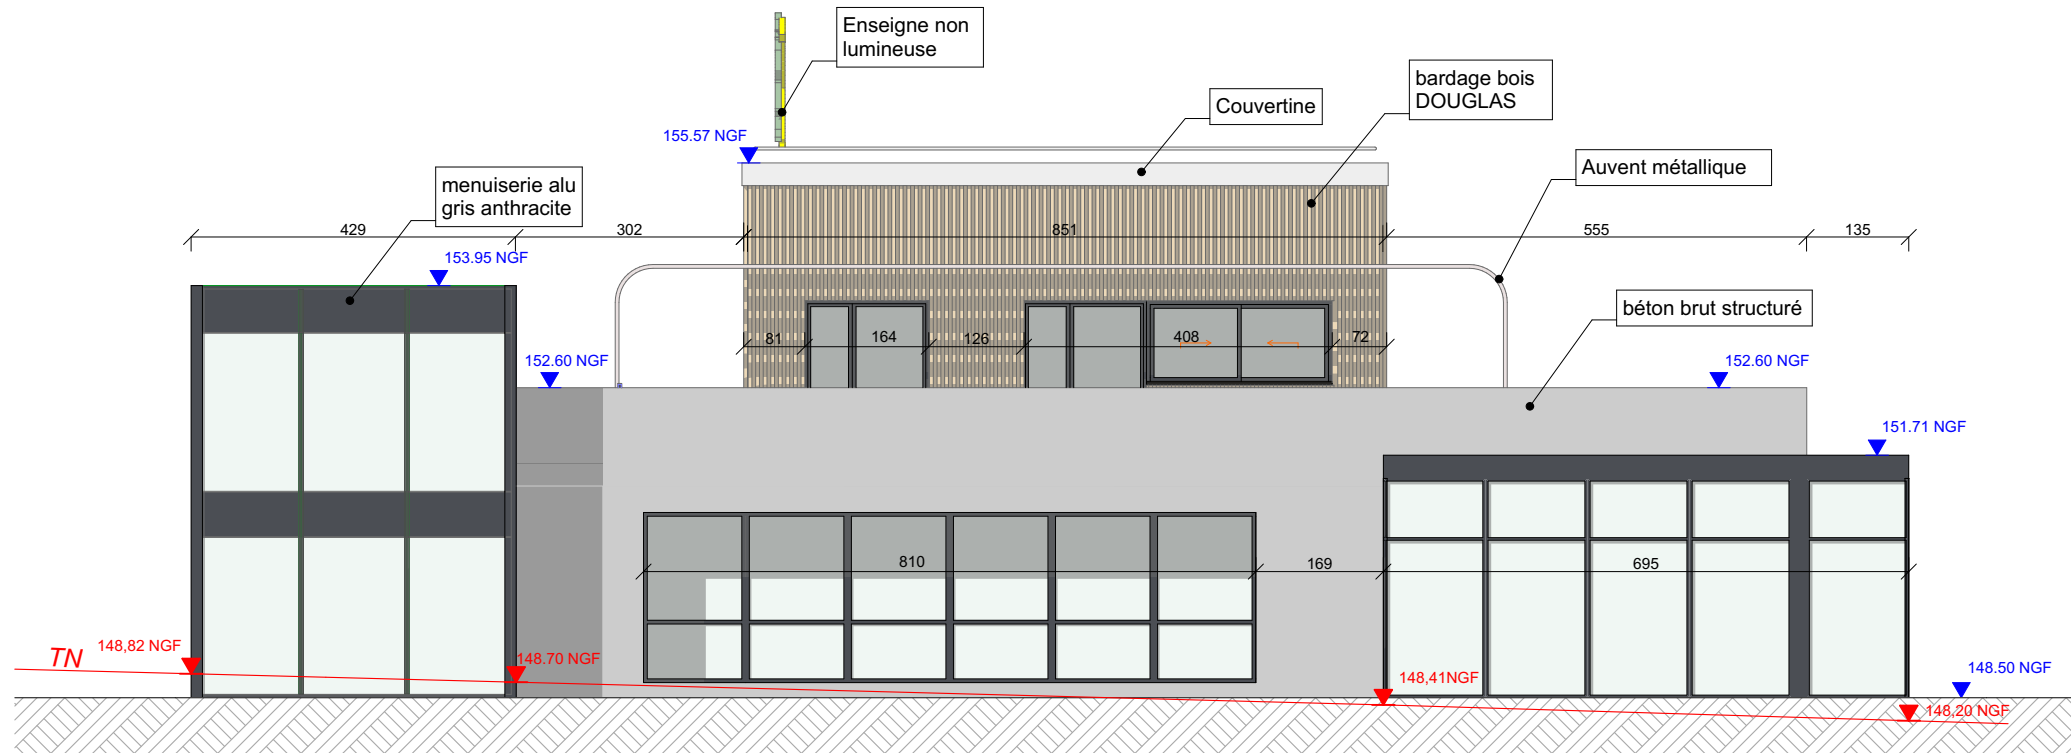 Enseigne non
lumineuse
bardage bois
DOUGLAS
Couvertine
155.57 NGF
Auvent métallique
menuiserie alu
gris anthracite
429
302
851
555
135
153.95 NGF
béton brut structuré
81
164
126
408
72
152.60 NGF
152.60 NGF
151.71 NGF
810
169
695
TN
148,82 NGF
148.70 NGF
148,41NGF
148.50 NGF
148,20 NGF